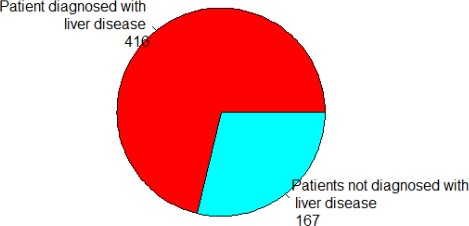 Patient diagnosed with
liver disease
416
Patients not diagnosed with
liver disease
167